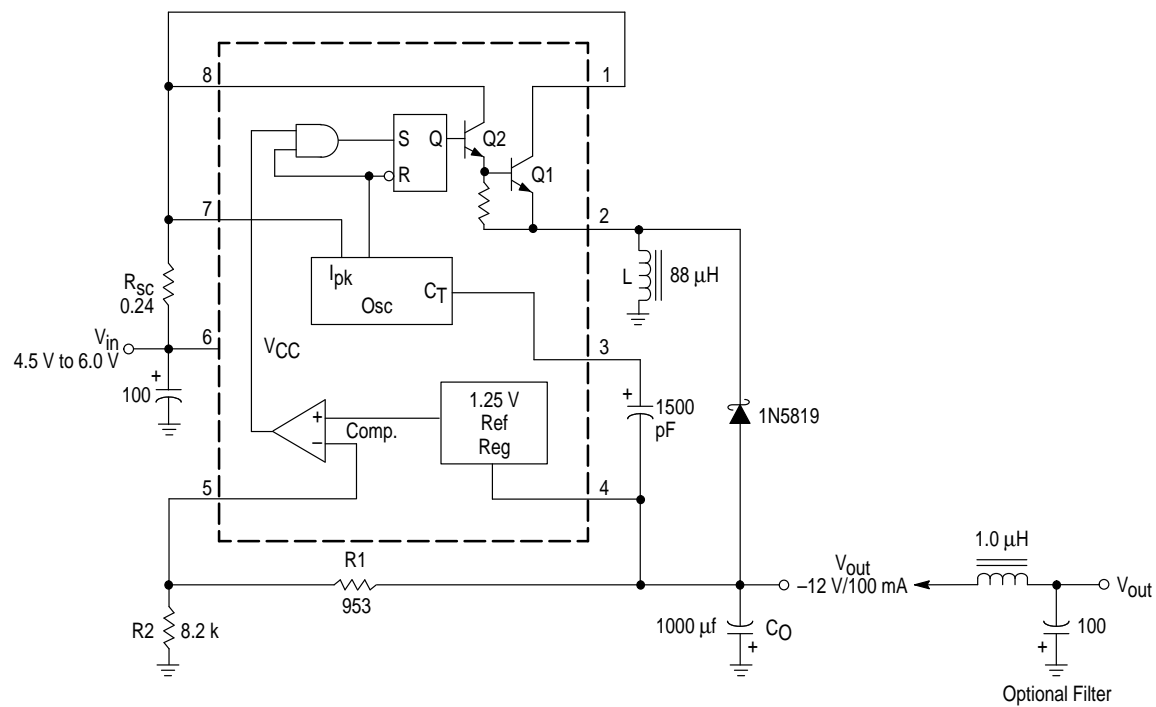 8
1
S
Q
Q2
R
Q1
7
2
Ipk
Osc
CT
L
88 µH
Rsc
0.24
Vin
4.5 V to 6.0 V
6
VCC
3
+
100
+
1500
pF
1.25 V
Ref
Reg
+
Comp.
–
1N5819
5
4
R1
953
1.0 µH
Vout
–12 V/100 mA
Vout
R2
8.2 k
1000 µf
CO
+
100
+
Optional Filter